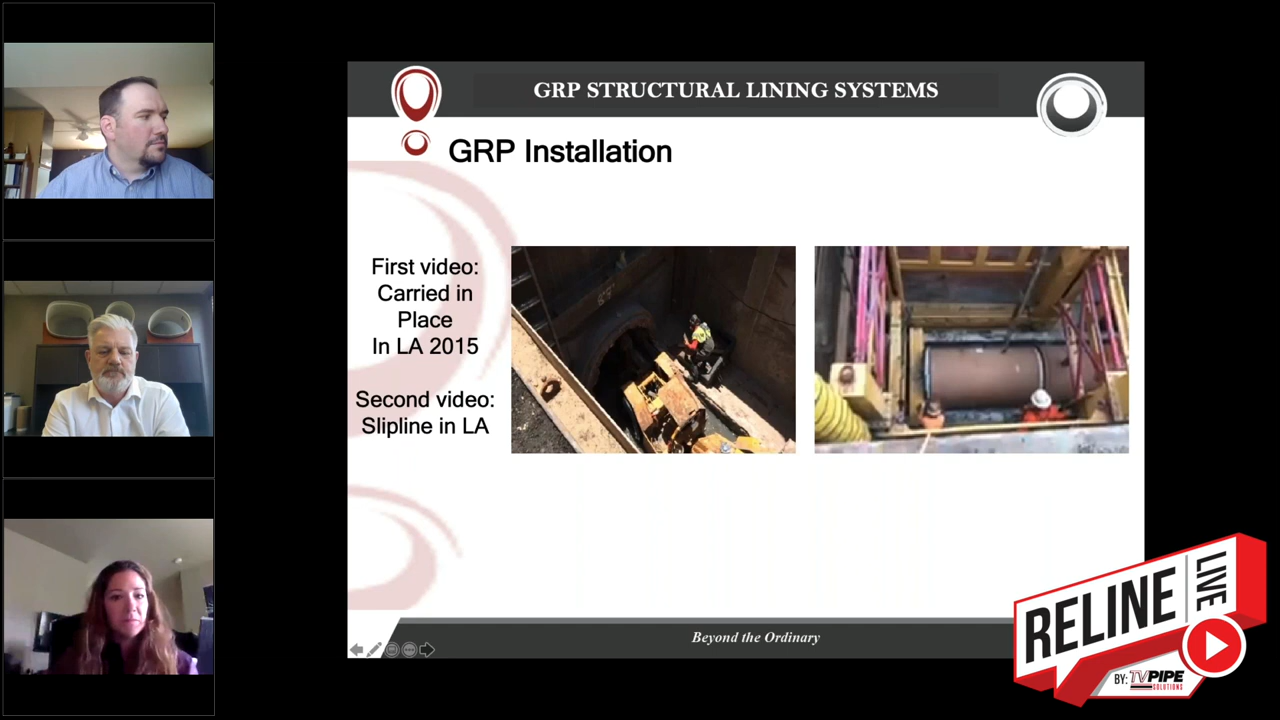 GRP STRUCTURAL LINING SYSTEMS
GRP Installation
First video:
Carried in
Place
In LA 2015
Second video:
Slipline in LA
Beyond the Ordinary
RELINE
LIVE
BY: TVPIPE
SOLUTIONS